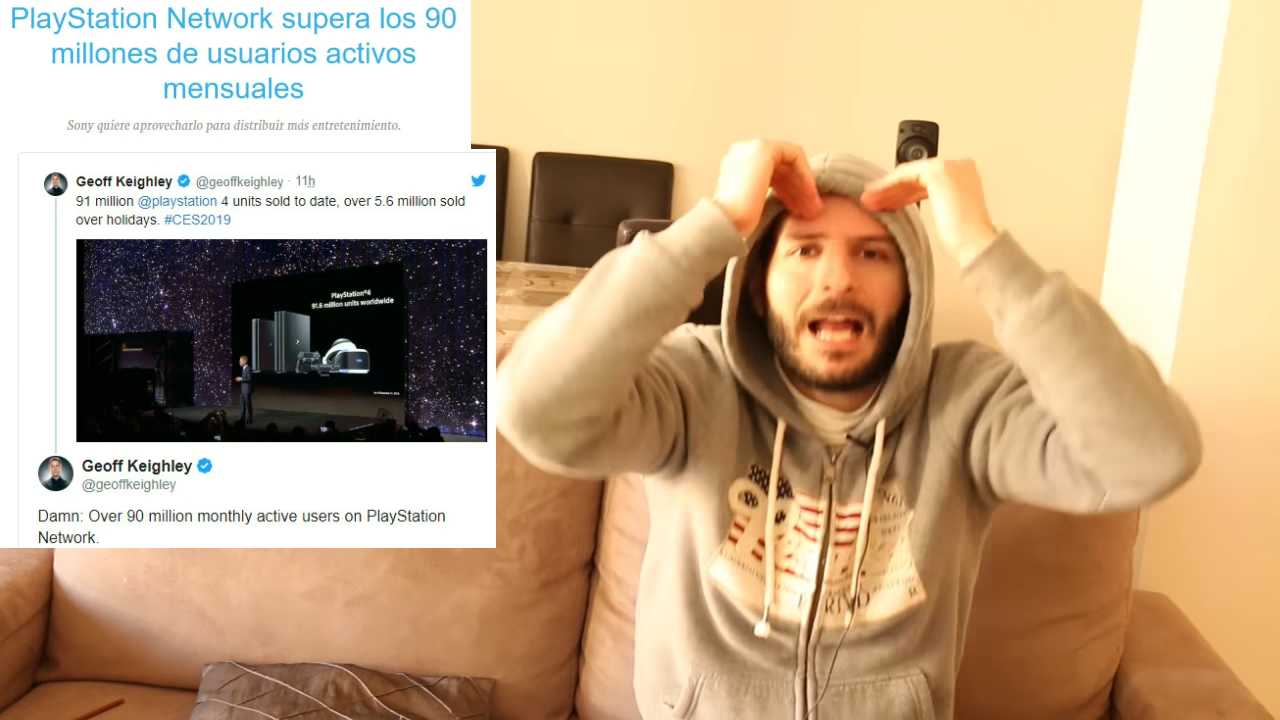 PlayStation Network supera los 90
millones de usuarios activos
mensuales
Sony quiere aprovecharlo para distribuir más entretenimiento.
Geoff Keighley @geoffkeighley · 11h
91 million @playstation 4 units sold to date, over 5.6 million sold
over holidays. #CES2019
PlayStation®4
91.6 million units worldwide
Geoff Keighley
@geoffkeighley
Damn: Over 90 million monthly active users on PlayStation
Network.